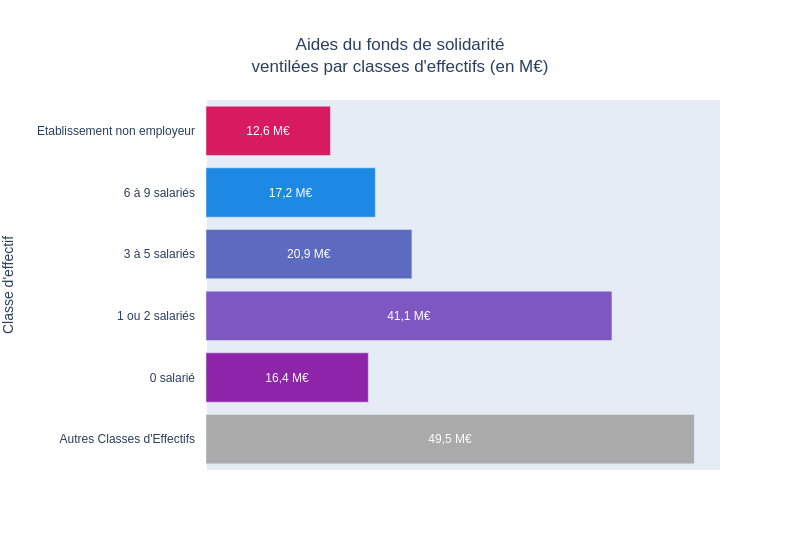 Aides du fonds de solidarité
ventilées par classes d'effectifs (en M€)
Classe d'effectif
Etablissement non employeur
12,6 M€
6 à 9 salariés
17,2 M€
3 à 5 salariés
20,9 M€
1 ou 2 salariés
41,1 M€
0 salarié
16,4 M€
Autres Classes d'Effectifs
49,5 M€